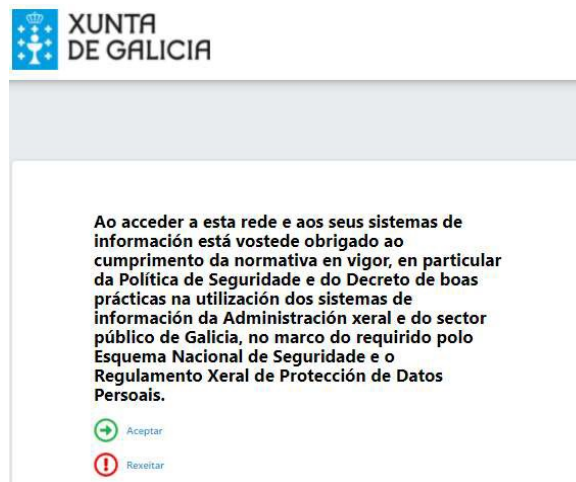 XUNTA
DE GALICIA
Ao acceder a esta rede e aos seus sistemas de
información está vostede obrigado ao
cumprimento da normativa en vigor, en particular
da Política de Seguridade e do Decreto de boas
prácticas na utilización dos sistemas de
información da Administración xeral e do sector
público de Galicia, no marco do requirido polo
Esquema Nacional de Seguridade e o
Regulamento Xeral de Protección de Datos
Persoais.
Aceptar
Rexeitar